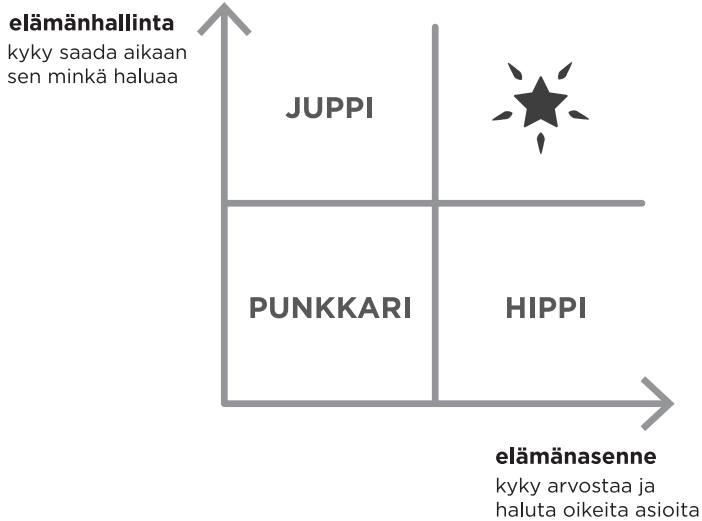 elämänhallinta
kyky saada aikaan
sen minkä haluaa
JUPPI
PUNKKARI
HIPPI
elämänasenne
kyky arvostaa ja
haluta oikeita asioita